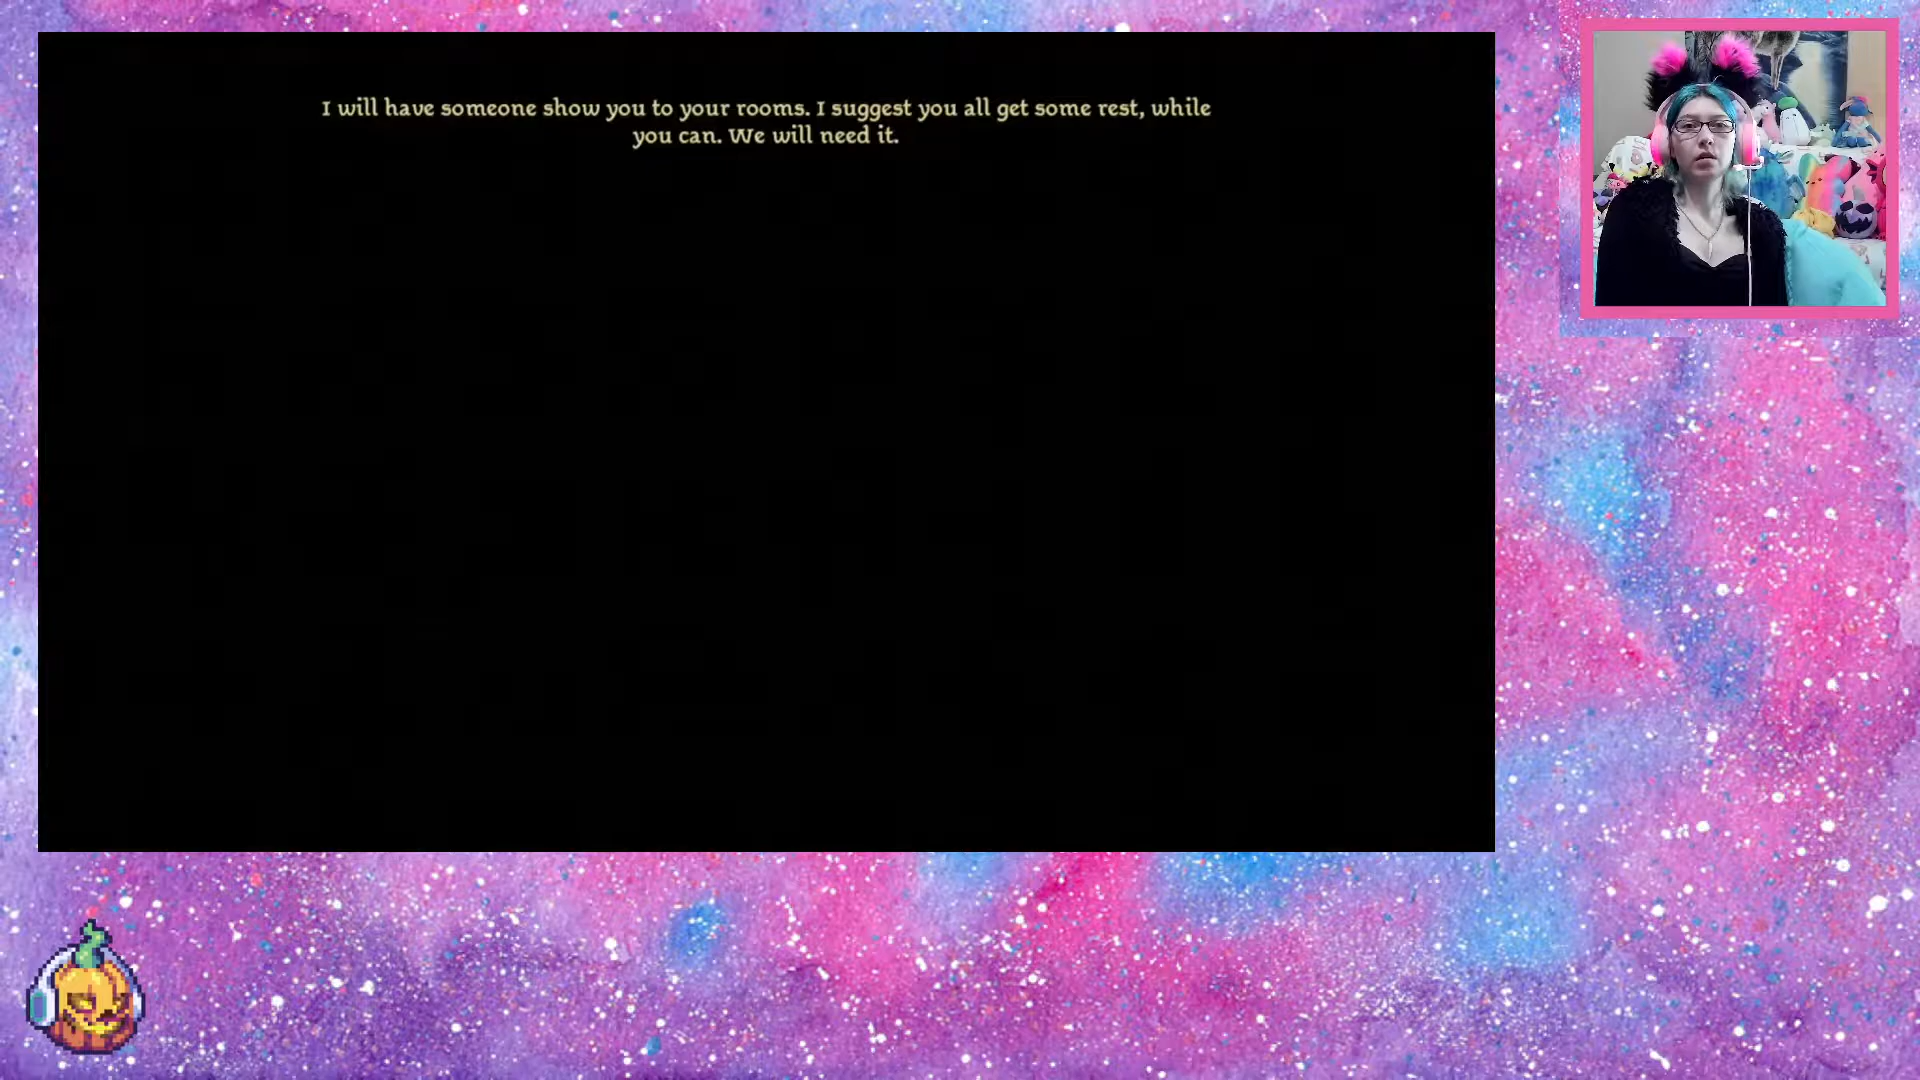 I will have someone show you to your rooms. I suggest you all get some rest, while
you can. We will need it.